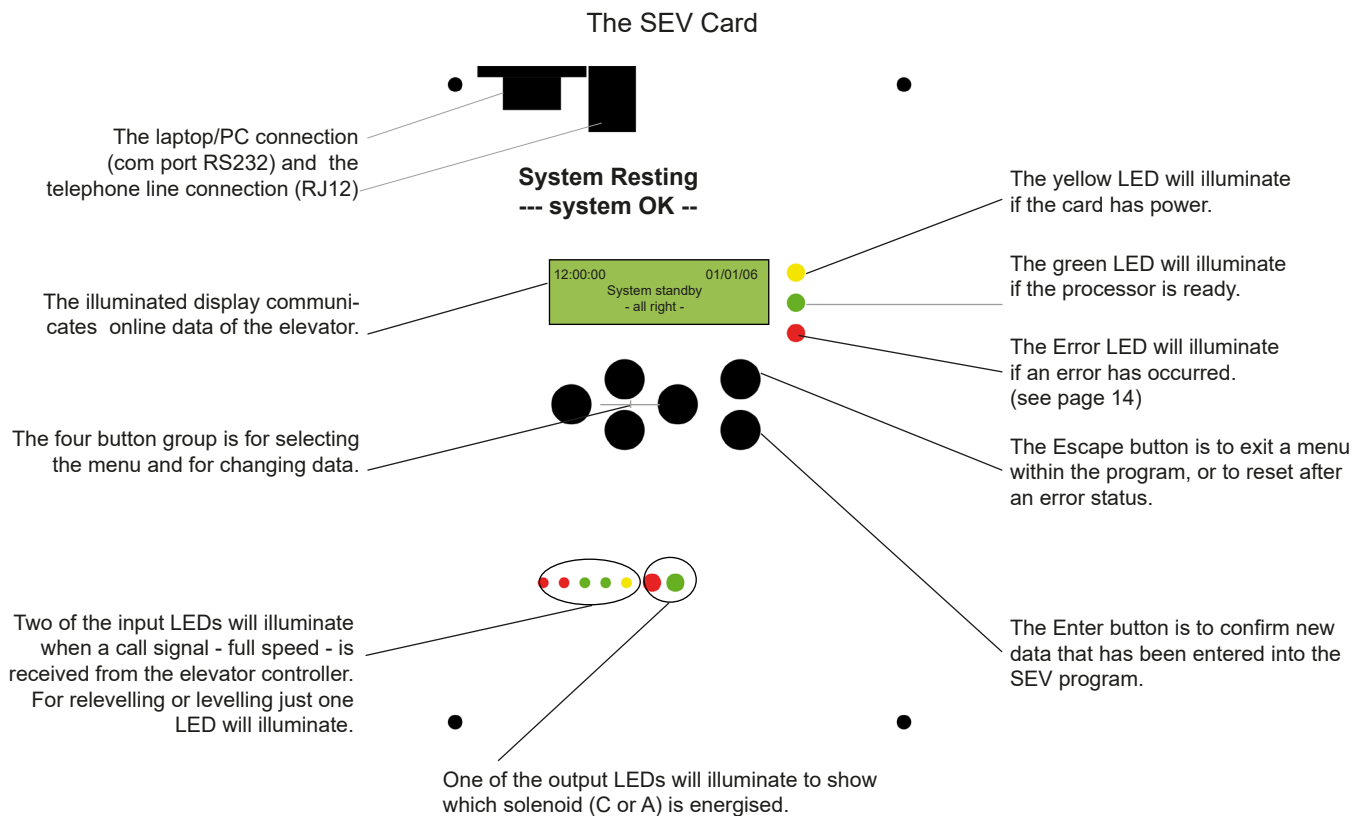 The SEV Card
The laptop/PC connection
(com port RS232) and the
telephone line connection (RJ12)
System Resting
--- system OK --
The yellow LED will illuminate
if the card has power.
The green LED will illuminate
if the processor is ready.
12:00:00 01/01/06
System standby
- all right -
The illuminated display communi-
cates online data of the elevator.
The Error LED will illuminate
if an error has occurred.
(see page 14)
The four button group is for selecting
the menu and for changing data.
The Escape button is to exit a menu
within the program, or to reset after
an error status.
Two of the input LEDs will illuminate
when a call signal - full speed - is
received from the elevator controller.
For relevelling or levelling just one
LED will illuminate.
The Enter button is to confirm new
data that has been entered into the
SEV program.
One of the output LEDs will illuminate to show
which solenoid (C or A) is energised.